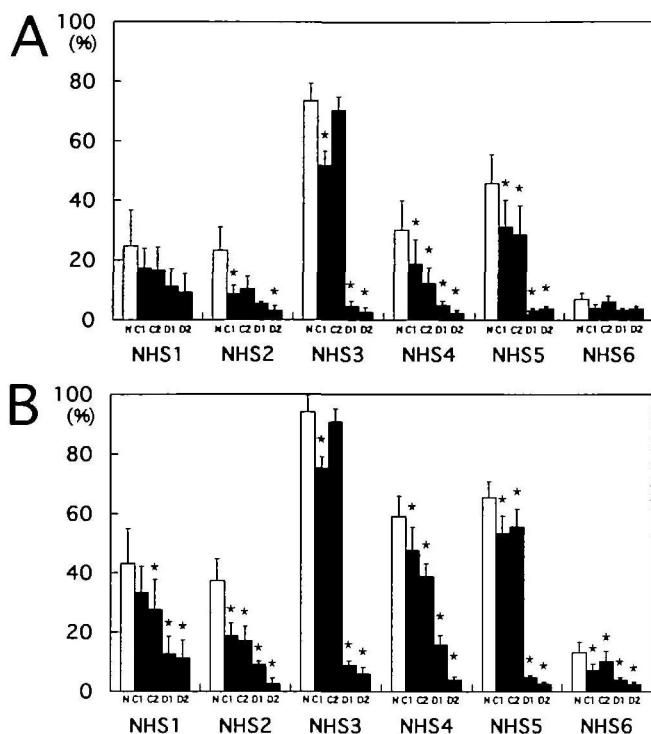 A
100
(%)
80
60
40
20
0
★
★ ★
★
★ ★
★ ★ ★ ★
★ ★
★ ★
N C1 C2 D1 D2 N C1 C2 D1 D2 N C1 C2 D1 D2 N C1 C2 D1 D2 N C1 C2 D1 D2 N C1 C2 D1 D2
NHS1 NHS2 NHS3 NHS4 NHS5 NHS6
B
100
(%)
80
60
40
20
0
★ ★ ★
★ ★ ★ ★
★ ★ ★
★ ★ ★ ★
★ ★ ★ ★
★ ★ ★ ★
N C1 C2 D1 D2 N C1 C2 D1 D2 N C1 C2 D1 D2 N C1 C2 D1 D2 N C1 C2 D1 D2 N C1 C2 D1 D2
NHS1 NHS2 NHS3 NHS4 NHS5 NHS6